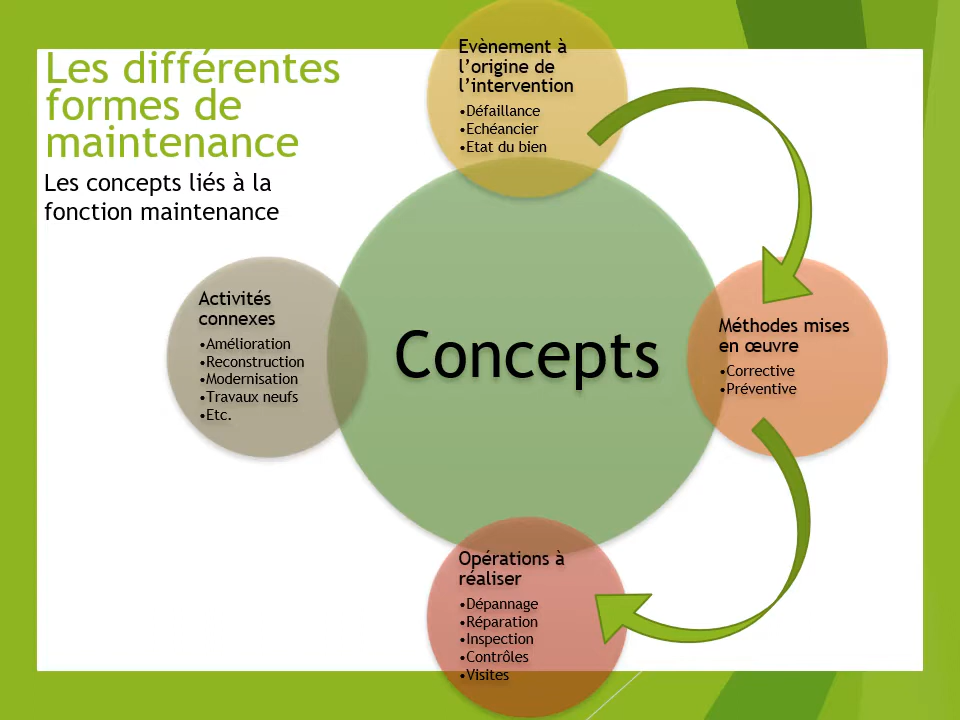 Les différentes
formes de
maintenance
Les concepts liés à la
fonction maintenance
Evènement à
l’origine de
l’intervention
•Défaillance
•Echéancier
•Etat du bien
Activités
connexes
•Amélioration
•Reconstruction
•Modernisation
•Travaux neufs
•Etc.
Concepts
Méthodes mises
en œuvre
•Corrective
•Préventive
Opérations à
réaliser
•Dépannage
•Réparation
•Inspection
•Contrôles
•Visites